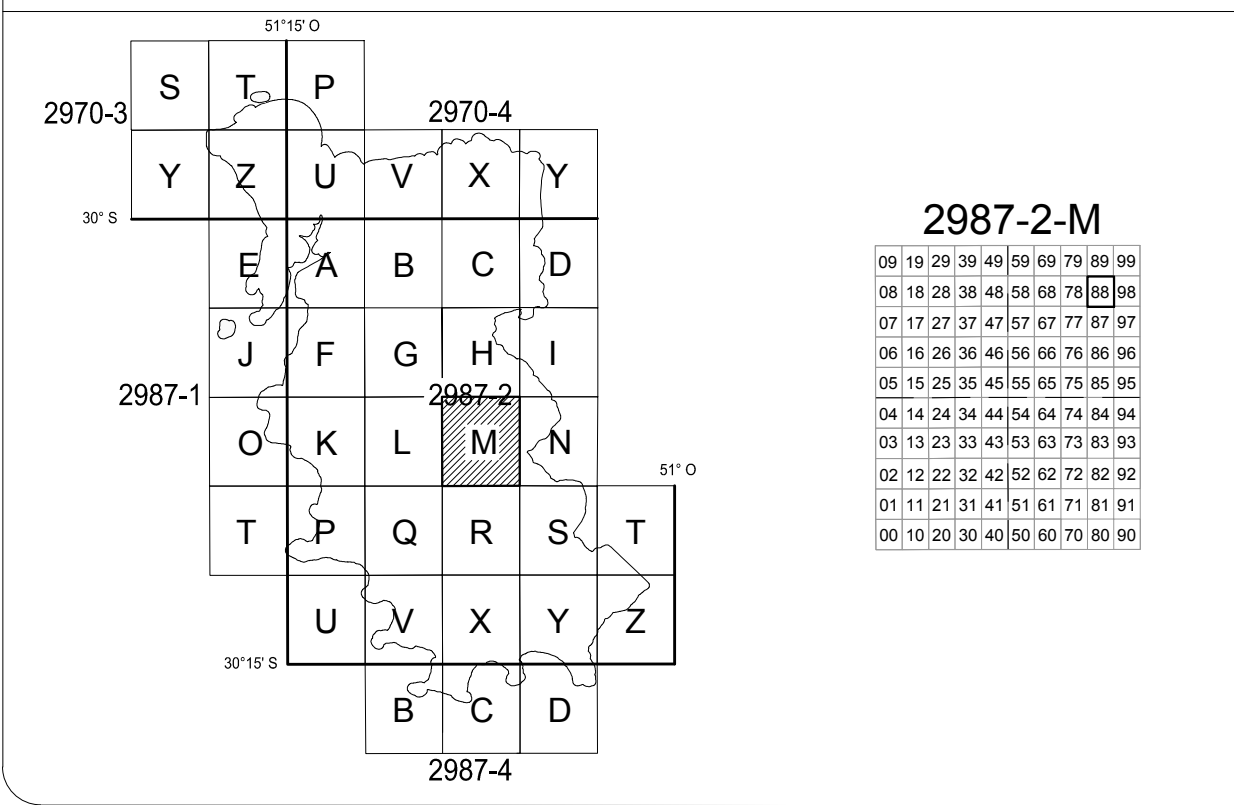 51°15' O
S T P
2970-3 2970-4
Y Z U V X Y
30° S
E A B C D
J F G H I
2987-1 2987-2
O K L M N
51° O
T P Q R S T
U V X Y Z
30°15' S
B C D
2987-4
2987-2-M
09 19 29 39 49 59 69 79 89 99
08 18 28 38 48 58 68 78 88 98
07 17 27 37 47 57 67 77 87 97
06 16 26 36 46 56 66 76 86 96
05 15 25 35 45 55 65 75 85 95
04 14 24 34 44 54 64 74 84 94
03 13 23 33 43 53 63 73 83 93
02 12 22 32 42 52 62 72 82 92
01 11 21 31 41 51 61 71 81 91
00 10 20 30 40 50 60 70 80 90